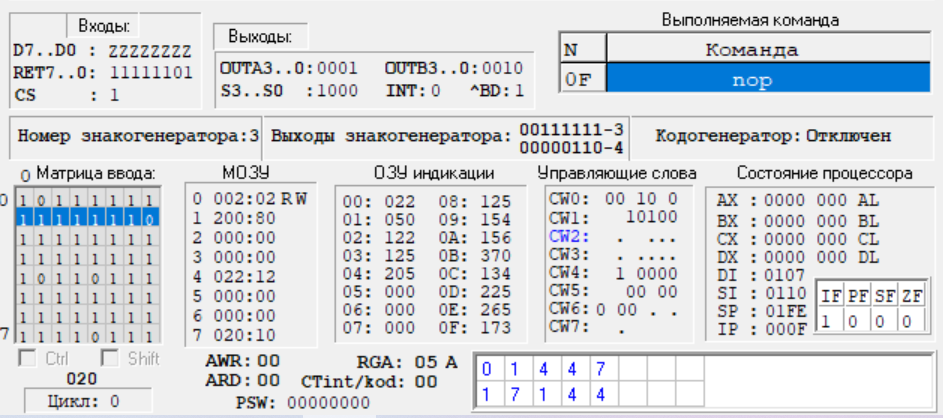 Входы:
D7..D0 : ZZZZZZZZ
RET7..0: 11111101
CS : 1
Выходы:
OUTA3..0:0001 OUTB3..0:0010
S3..S0 :1000 INT:0 ^BD:1
Выполняемая команда
N Команда
0F nop
Номер знакогенератора:3
Выходы знакогенератора: 00111111-3
00000110-4
Кодогенератор: Отключен
0 Матрица ввода:
0 1 0 1 1 1 1 1 1
1 1 1 1 1 1 1 0
1 1 1 1 1 1 1 1
1 1 1 1 1 1 1 1
1 0 1 1 0 1 1 1
1 1 1 1 1 1 1 1
1 1 1 1 1 1 1 1
7 1 1 1 1 0 1 1 1
Ctrl Shift
020
Цикл: 0
МОЗУ
0 002:02 RW
1 200:80
2 000:00
3 000:00
4 022:12
5 000:00
6 000:00
7 020:10
ОЗУ индикации
00: 022 08: 125
01: 050 09: 154
02: 122 0A: 156
03: 125 0B: 370
04: 205 0C: 134
05: 000 0D: 225
06: 000 0E: 265
07: 000 0F: 173
Управляющие слова
CW0: 00 10 0
CW1: 10100
CW2: . ...
CW3: . ....
CW4: 1 0000
CW5: 00 00
CW6: 0 00 . .
CW7: .
Состояние процессора
AX :0000 000 AL
BX :0000 000 BL
CX :0000 000 CL
DX :0000 000 DL
DI :0107
SI :0110
SP :01FE
IP :000F
IF PF SF ZF
1 0 0 0
AWR: 00 RGA: 05 A
ARD: 00 CTint/kod: 00
PSW: 00000000
0 1 4 4 7
1 7 1 4 4